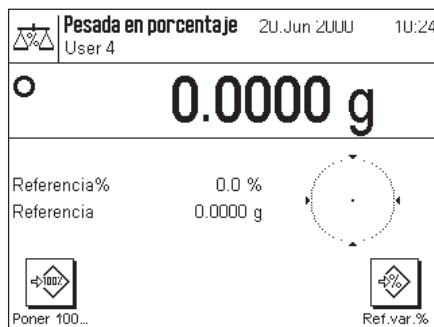 Pesada en porcentaje 20.Jun 2000 10:24
User 4
0.0000 g
Referencia% 0.0 %
Referencia 0.0000 g
100% %
Poner 100... Ref.var.%